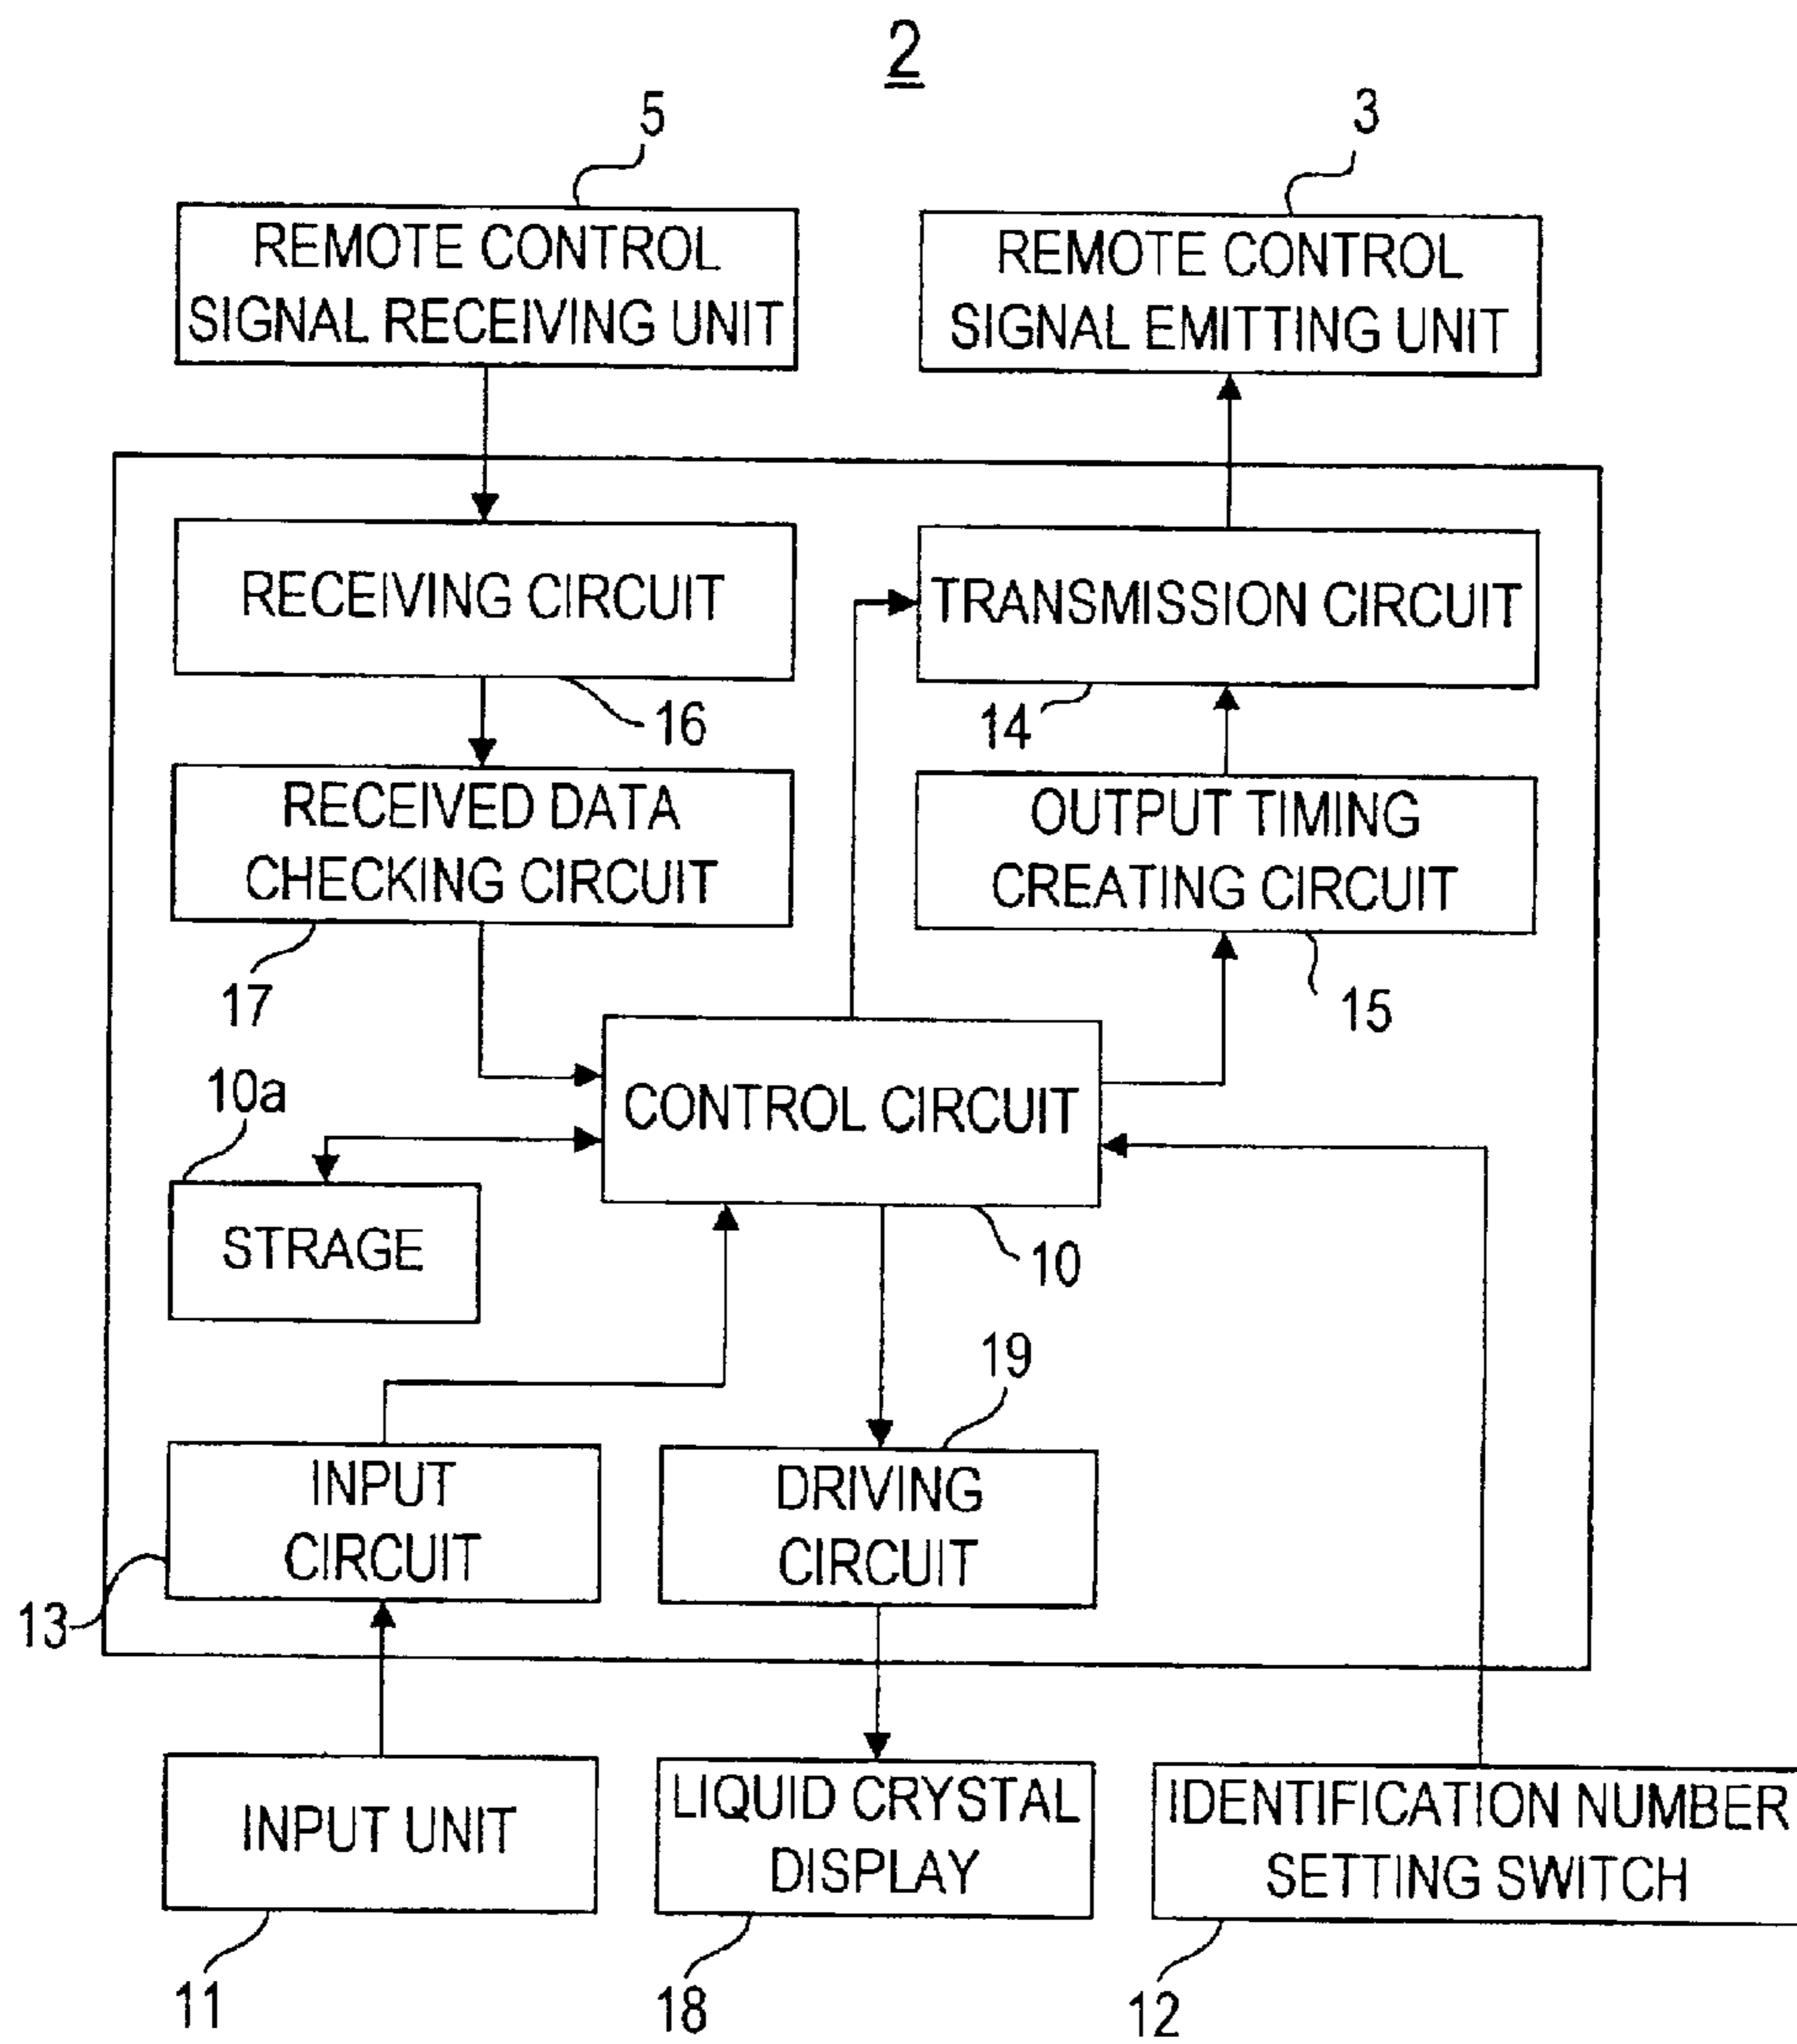 2
5
3
REMOTE CONTROL
SIGNAL RECEIVING UNIT
REMOTE CONTROL
SIGNAL EMITTING UNIT
RECEIVING CIRCUIT
TRANSMISSION CIRCUIT
16
14
RECEIVED DATA
CHECKING CIRCUIT
OUTPUT TIMING
CREATING CIRCUIT
17
15
10a
CONTROL CIRCUIT
STRAGE
10
19
INPUT
CIRCUIT
DRIVING
CIRCUIT
13
INPUT UNIT
LIQUID CRYSTAL
DISPLAY
IDENTIFICATION NUMBER
SETTING SWITCH
11
18
12